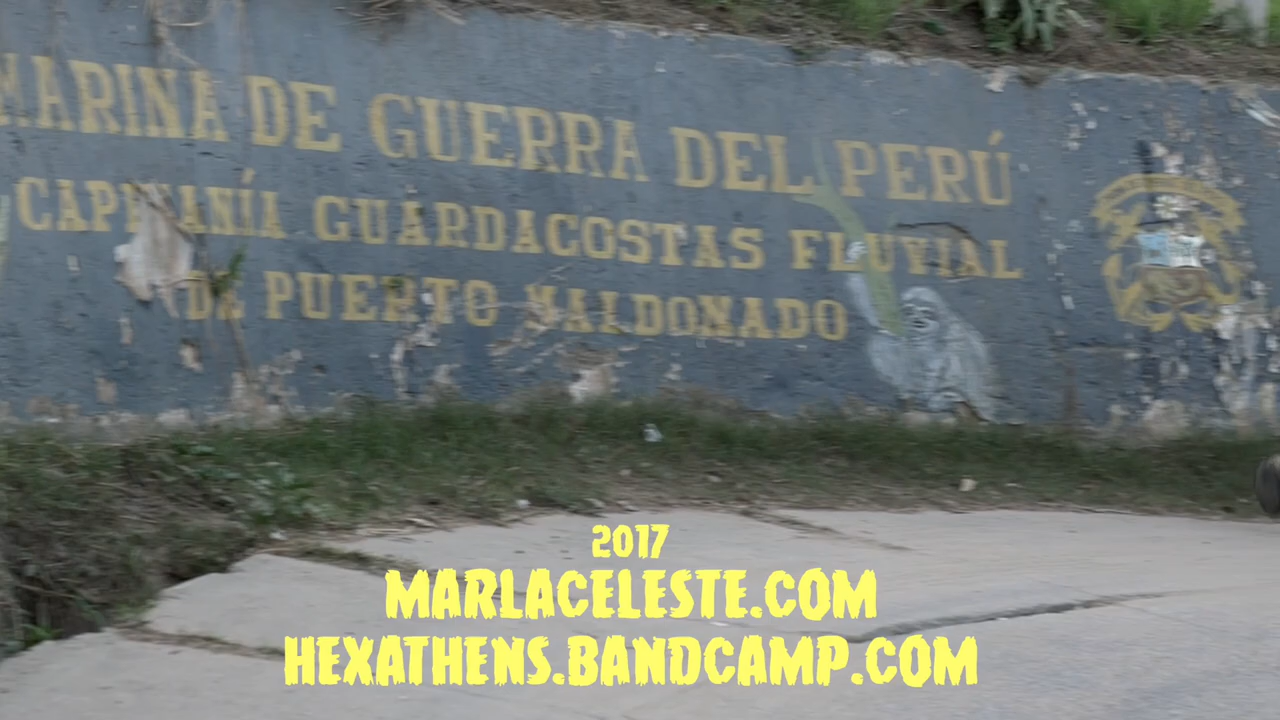 MARINA DE GUERRA DEL PERÚ
CAPITANÍA GUARDACOSTAS FLUVIAL
DE PUERTO MALDONADO
2017
MARLACELESTE.COM
HEXATHENS.BANDCAMP.COM